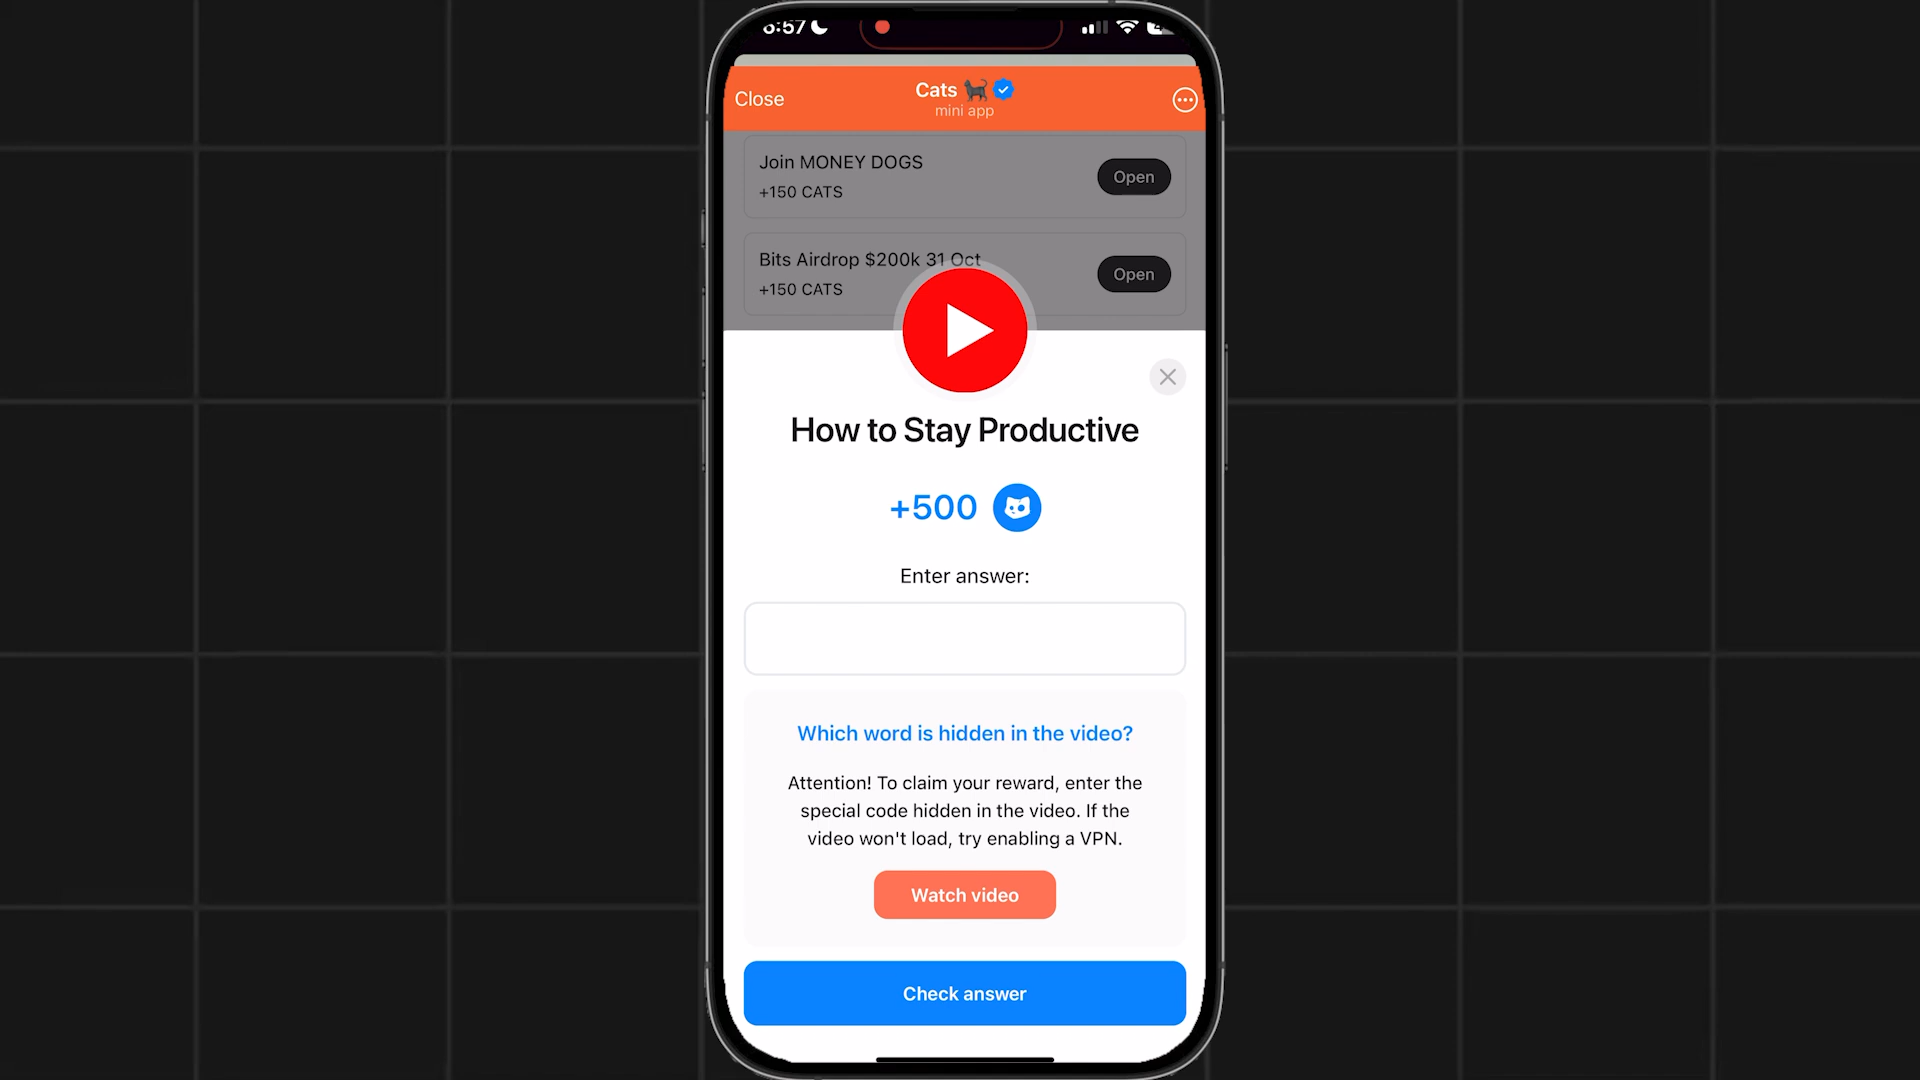 8:57
Close
Cats
mini app
Join MONEY DOGS
+150 CATS
Open
Bits Airdrop $200k 31 Oct
+150 CATS
Open
How to Stay Productive
+500
Enter answer:
Which word is hidden in the video?
Attention! To claim your reward, enter the
special code hidden in the video. If the
video won't load, try enabling a VPN.
Watch video
Check answer